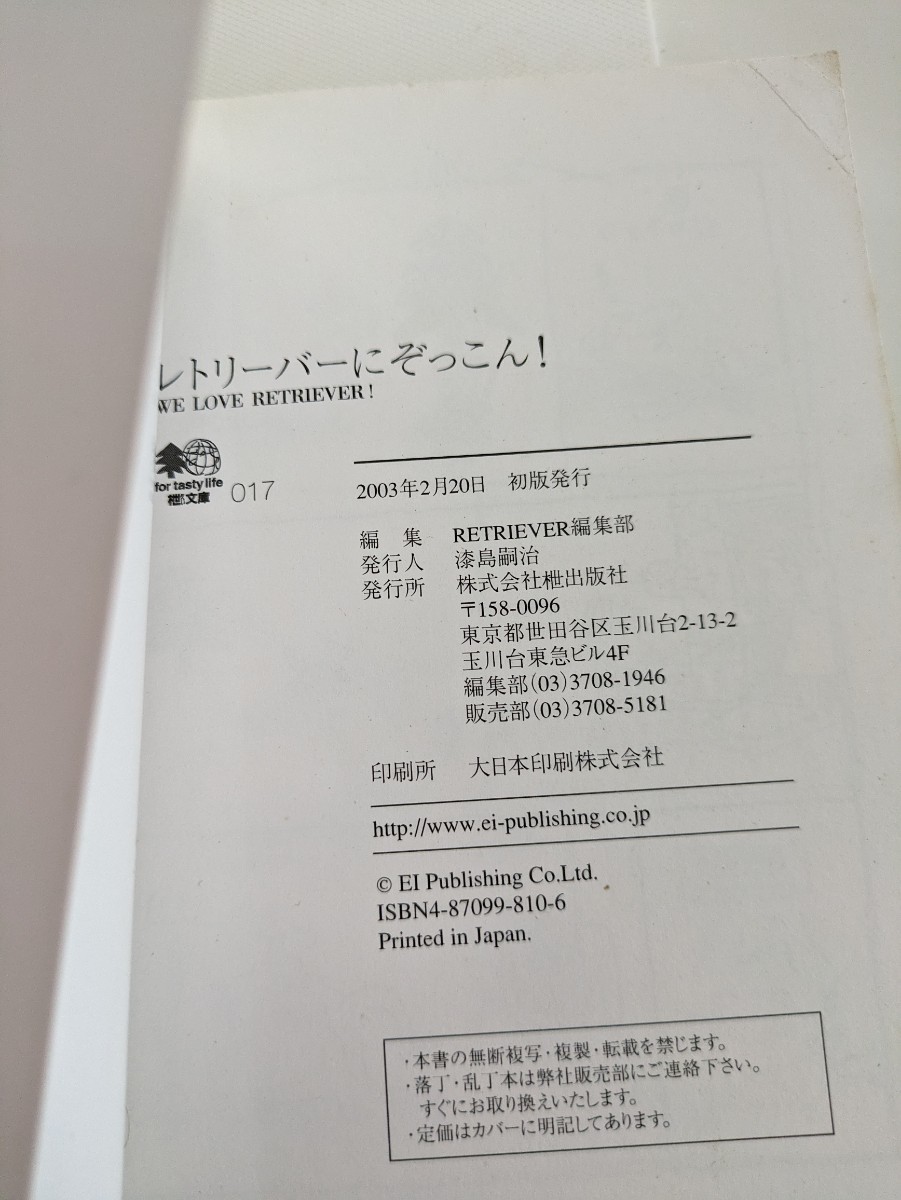 レトリーバーにぞっこん！
WE LOVE RETRIEVER！
for tasty life
枻文庫 017
2003年2月20日　初版発行
編　集　RETRIEVER編集部
発行人　漆島嗣治
発行所　株式会社枻出版社
〒158-0096
東京都世田谷区玉川台2-13-2
玉川台東急ビル4F
編集部(03)3708-1946
販売部(03)3708-5181
印刷所　大日本印刷株式会社
http://www.ei-publishing.co.jp
© EI Publishing Co.Ltd.
ISBN4-87099-810-6
Printed in Japan.
・本書の無断複写・複製・転載を禁じます。
・落丁・乱丁本は弊社販売部にご連絡下さい。
すぐにお取り換えいたします。
・定価はカバーに明記してあります。